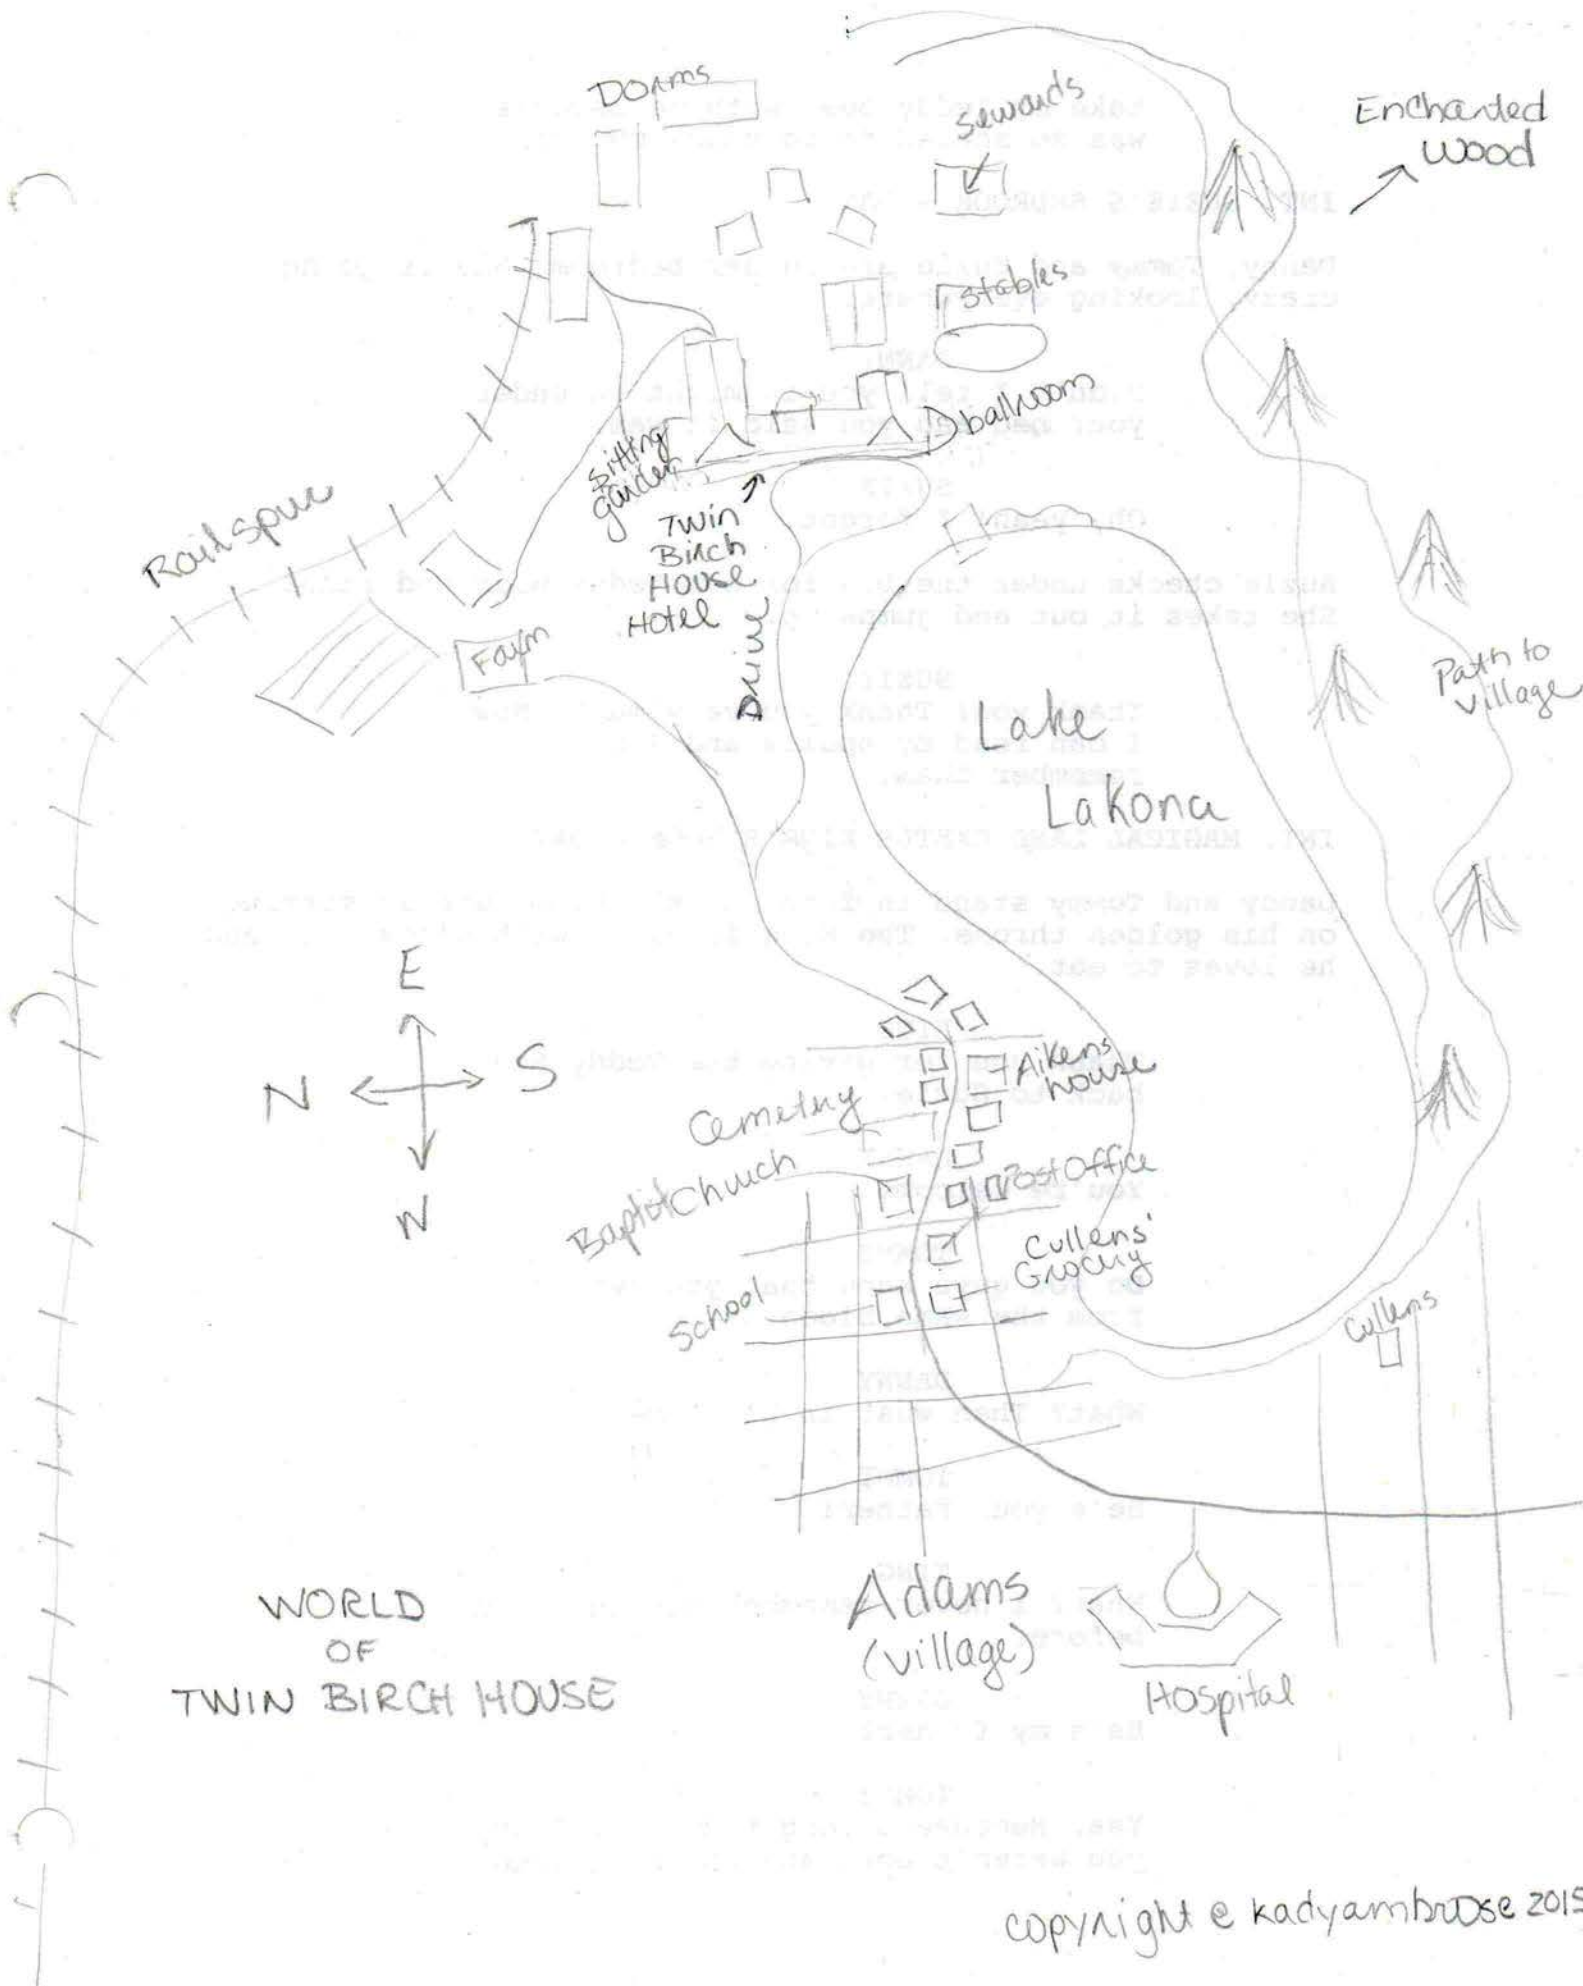 Dorms
Sewards
Enchanted
Wood
Stables
ballroom
Sitting
garden
Twin
Birch
House
Hotel
Drive
Railspur
Farm
Lake
Lakona
Path to
village
E
N
S
W
Aikens
house
Cemetery
Baptist Church
Post Office
Cullens'
Grocery
School
Cullens
Adams
(village)
Hospital
WORLD
OF
TWIN BIRCH HOUSE
copyright © kadyambrose 2015